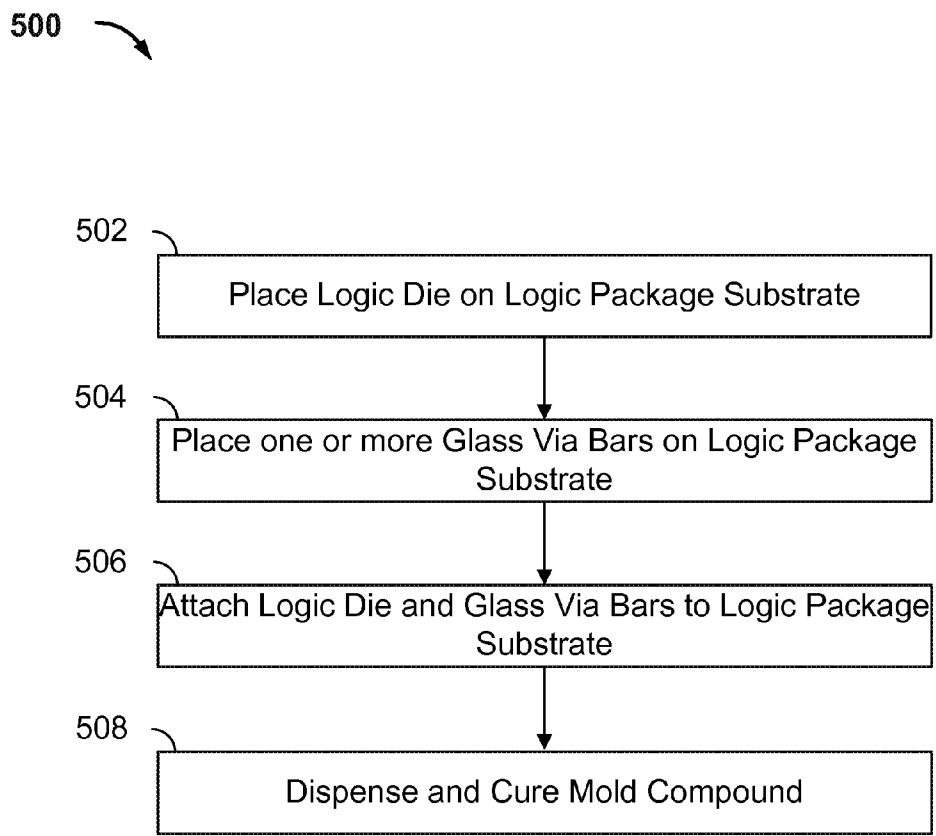 500
502
Place Logic Die on Logic Package Substrate
504
Place one or more Glass Via Bars on Logic Package
Substrate
506
Attach Logic Die and Glass Via Bars to Logic Package
Substrate
508
Dispense and Cure Mold Compound